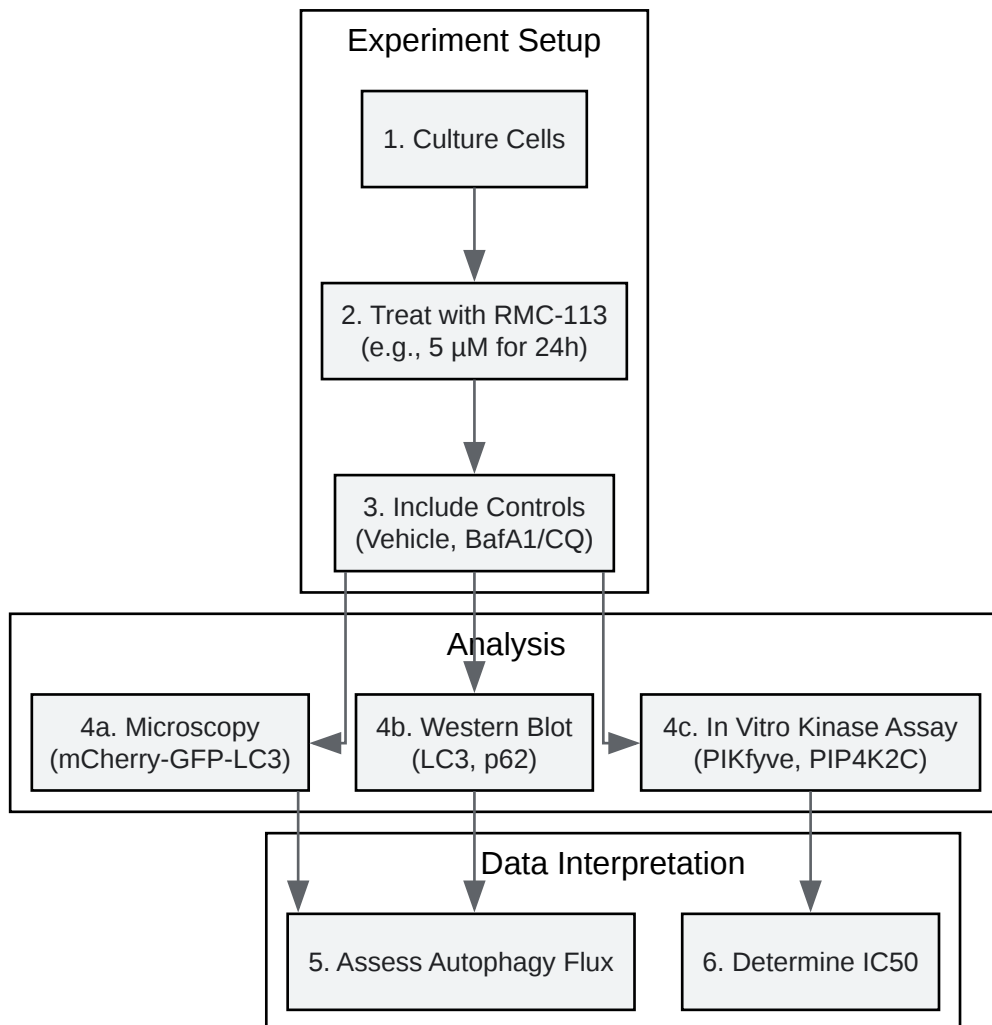 Experiment Setup
1. Culture Cells
2. Treat with RMC-113
(e.g., 5 µM for 24h)
3. Include Controls
(Vehicle, BafA1/CQ)
Analysis
4a. Microscopy
(mCherry-GFP-LC3)
4b. Western Blot
(LC3, p62)
4c. In Vitro Kinase Assay
(PIKfyve, PIP4K2C)
Data Interpretation
5. Assess Autophagy Flux
6. Determine IC50